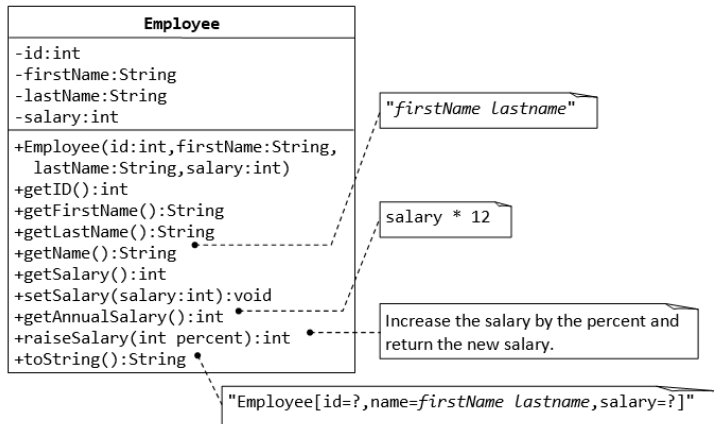 Employee
-id:int
-firstName:String
-lastName:String
-salary:int
+Employee(id:int,firstName:String,
lastName:String,salary:int)
+getID():int
+getFirstName():String
+getLastName():String
+getName():String
+getSalary():int
+setSalary(salary:int):void
+getAnnualSalary():int
+raiseSalary(int percent):int
+toString():String
"firstName lastname"
salary * 12
Increase the salary by the percent and
return the new salary.
"Employee[id=?,name=firstName lastname,salary=?]"